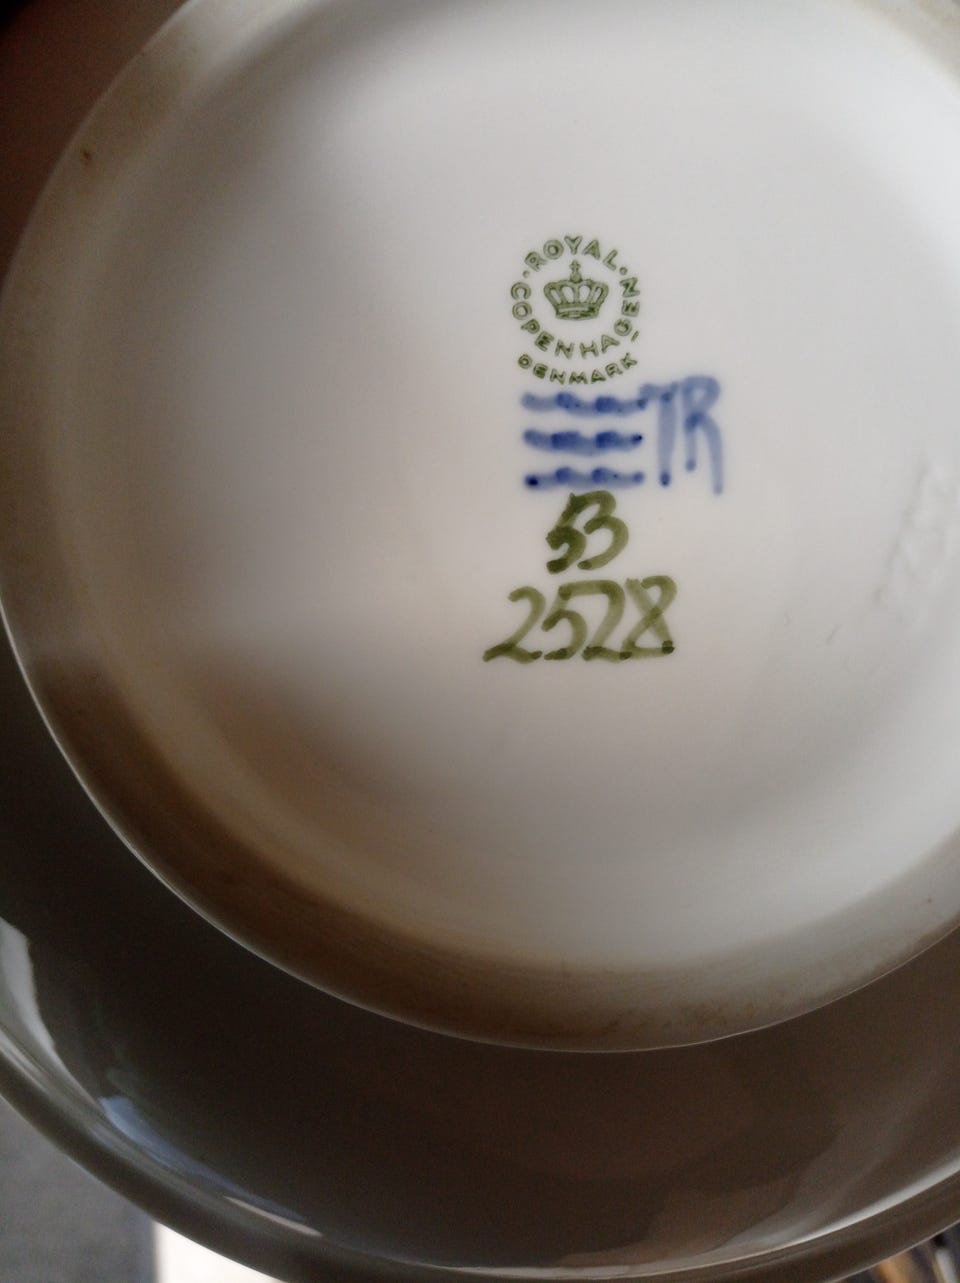 ROYAL
COPENHAGEN
DENMARK
TR
53
2528